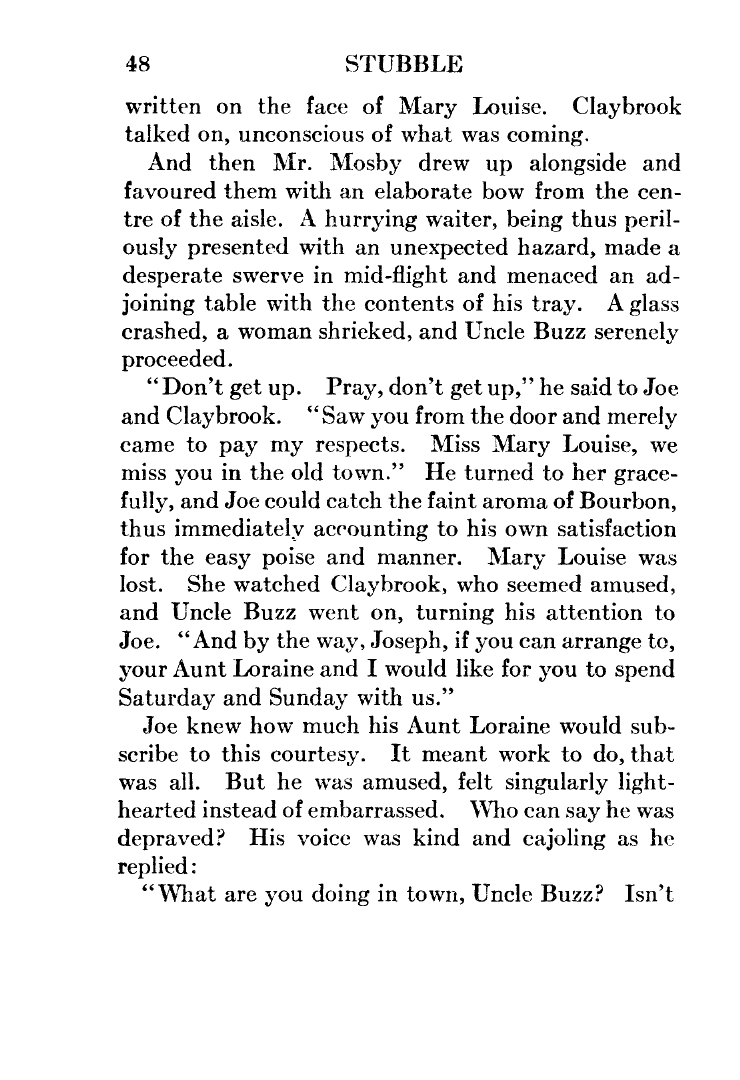 48 STUBBLE
written on the face of Mary Louise. Claybrook
talked on, unconscious of what was coming.
And then Mr. Mosby drew up alongside and
favoured them with an elaborate bow from the cen-
tre of the aisle. A hurrying waiter, being thus peril-
ously presented with an unexpected hazard, made a
desperate swerve in mid-flight and menaced an ad-
joining table with the contents of his tray. A glass
crashed, a woman shrieked, and Uncle Buzz serenely
proceeded.
“Don’t get up. Pray, don’t get up,” he said to Joe
and Claybrook. “Saw you from the door and merely
came to pay my respects. Miss Mary Louise, we
miss you in the old town.” He turned to her grace-
fully, and Joe could catch the faint aroma of Bourbon,
thus immediately accounting to his own satisfaction
for the easy poise and manner. Mary Louise was
lost. She watched Claybrook, who seemed amused,
and Uncle Buzz went on, turning his attention to
Joe. “And by the way, Joseph, if you can arrange to,
your Aunt Loraine and I would like for you to spend
Saturday and Sunday with us.”
Joe knew how much his Aunt Loraine would sub-
scribe to this courtesy. It meant work to do, that
was all. But he was amused, felt singularly light-
hearted instead of embarrassed. Who can say he was
depraved? His voice was kind and cajoling as he
replied:
“What are you doing in town, Uncle Buzz? Isn’t